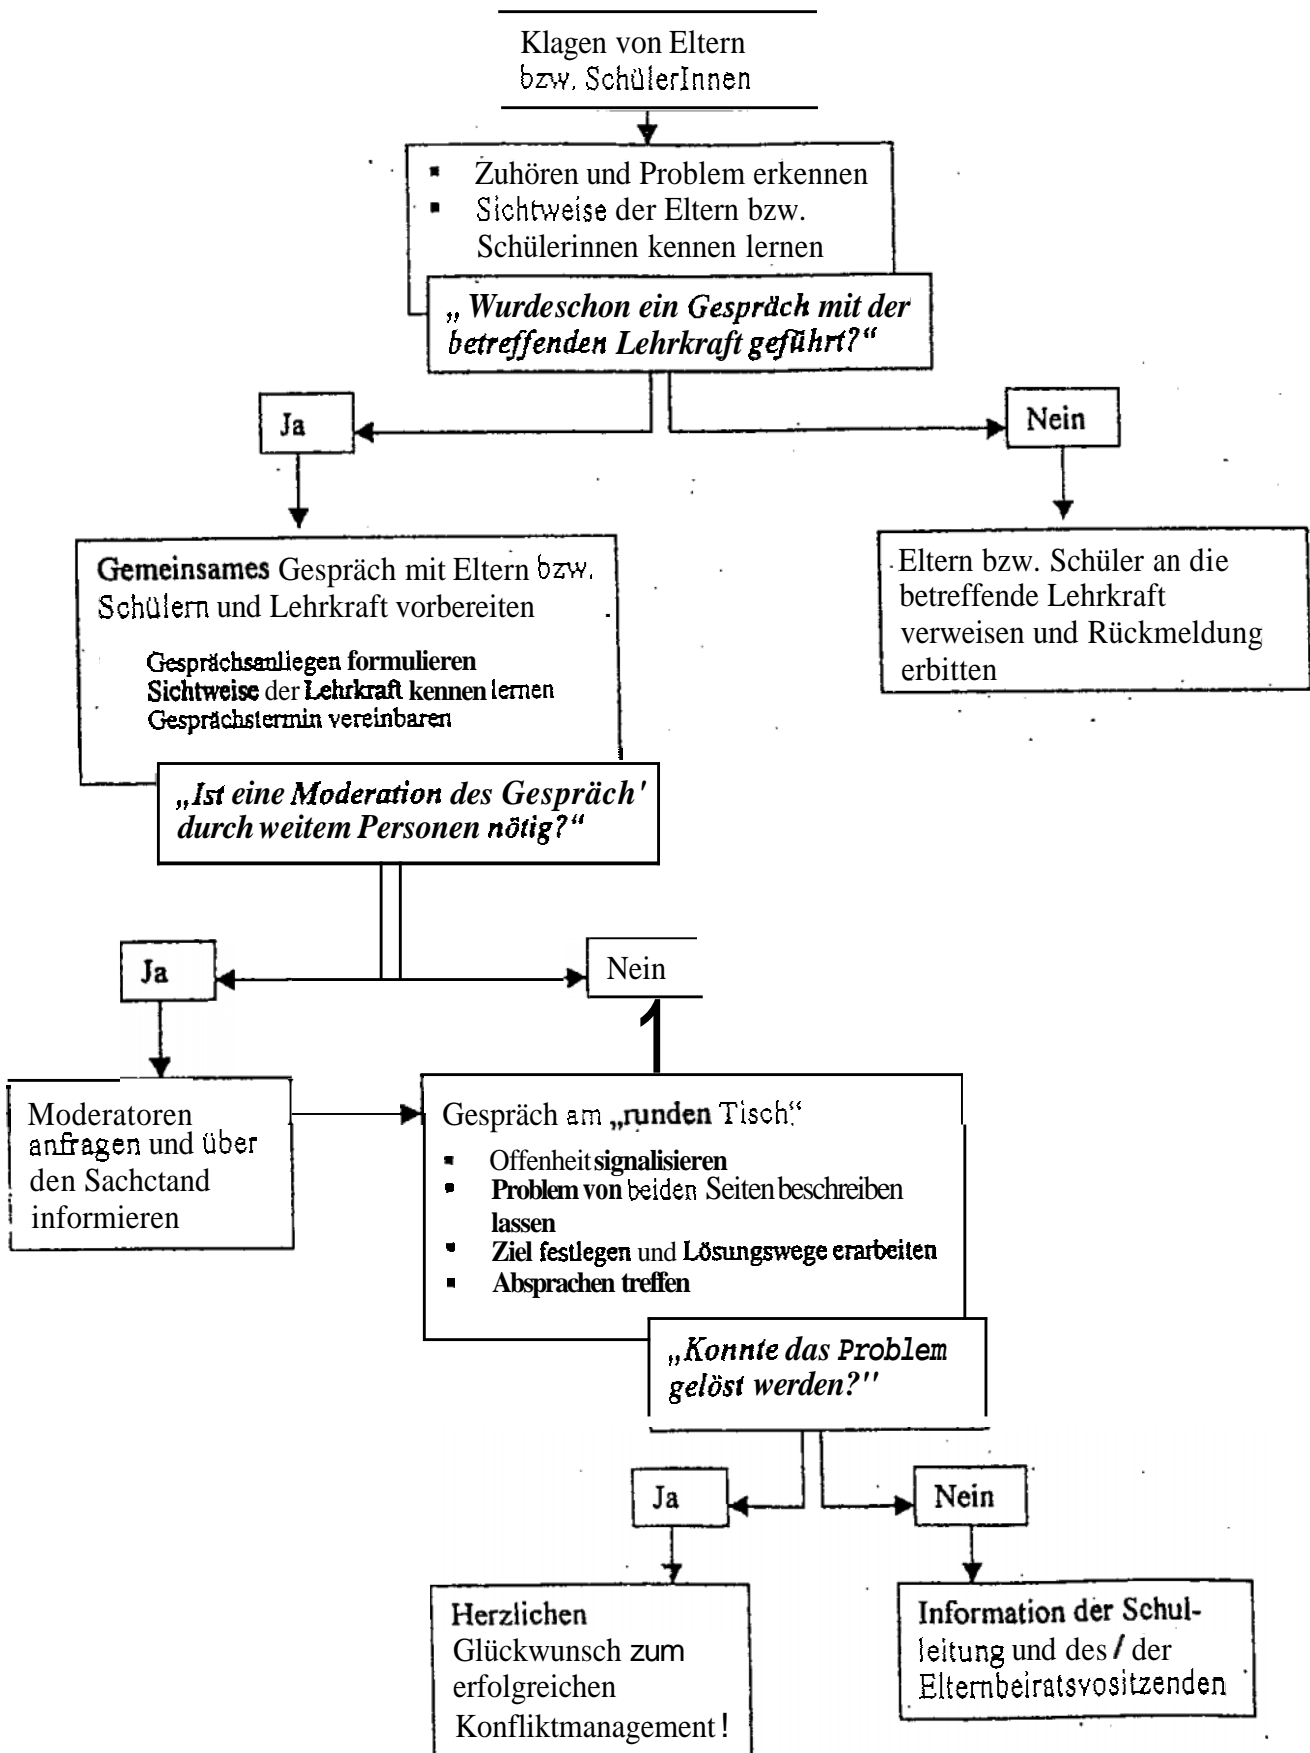 Klagen von Eltern
bzw. SchülerInnen
▪ Zuhören und Problem erkennen
▪ Sichtweise der Eltern bzw.
Schülerinnen kennen lernen
„ Wurdeschon ein Gespräch mit der
betreffenden Lehrkraft geführt?“
Ja
Nein
Gemeinsames Gespräch mit Eltern bzw.
Schülern und Lehrkraft vorbereiten
Gesprächsanliegen formulieren
Sichtweise der Lehrkraft kennen lernen
Gesprächstermin vereinbaren
Eltern bzw. Schüler an die
betreffende Lehrkraft
verweisen und Rückmeldung
erbitten
„Ist eine Moderation des Gespräch'
durch weitem Personen nötig?“
Ja
Nein
1
Moderatoren
anfragen und über
den Sachctand
informieren
Gespräch am „runden Tisch“
▪ Offenheit signalisieren
▪ Problem von beiden Seiten beschreiben
lassen
▪ Ziel festlegen und Lösungswege erarbeiten
▪ Absprachen treffen
„Konnte das Problem
gelöst werden?"
Ja
Nein
Herzlichen
Glückwunsch zum
erfolgreichen
Konfliktmanagement !
Information der Schul-
leitung und des / der
Elternbeiratsvositzenden